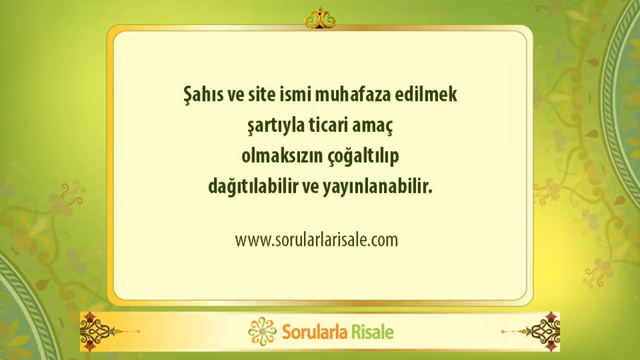 Şahıs ve site ismi muhafaza edilmek
şartıyla ticari amaç
olmaksızın çoğaltılıp
dağıtılabilir ve yayınlanabilir.
www.sorularlarisale.com
Sorularla Risale